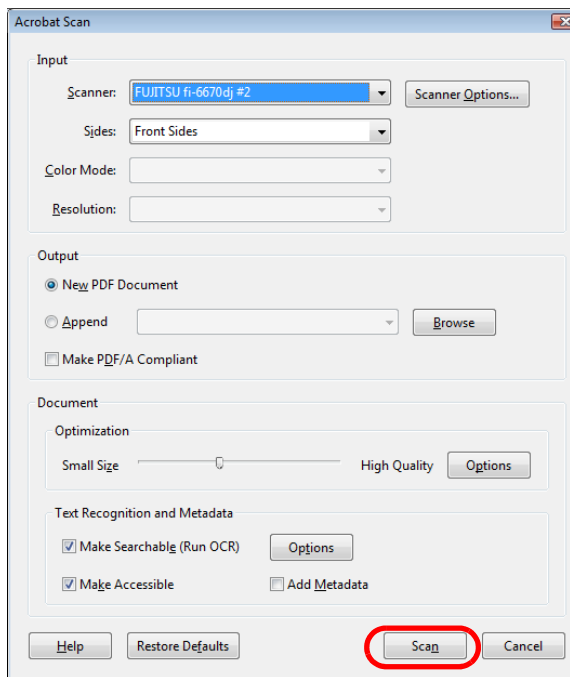 Acrobat Scan
Input
Scanner: FUJITSU fi-6670dj #2 Scanner Options...
Sides: Front Sides
Color Mode:
Resolution:
Output
New PDF Document
Append Browse
Make PDF/A Compliant
Document
Optimization
Small Size High Quality Options
Text Recognition and Metadata
Make Searchable (Run OCR) Options
Make Accessible Add Metadata
Help Restore Defaults Scan Cancel